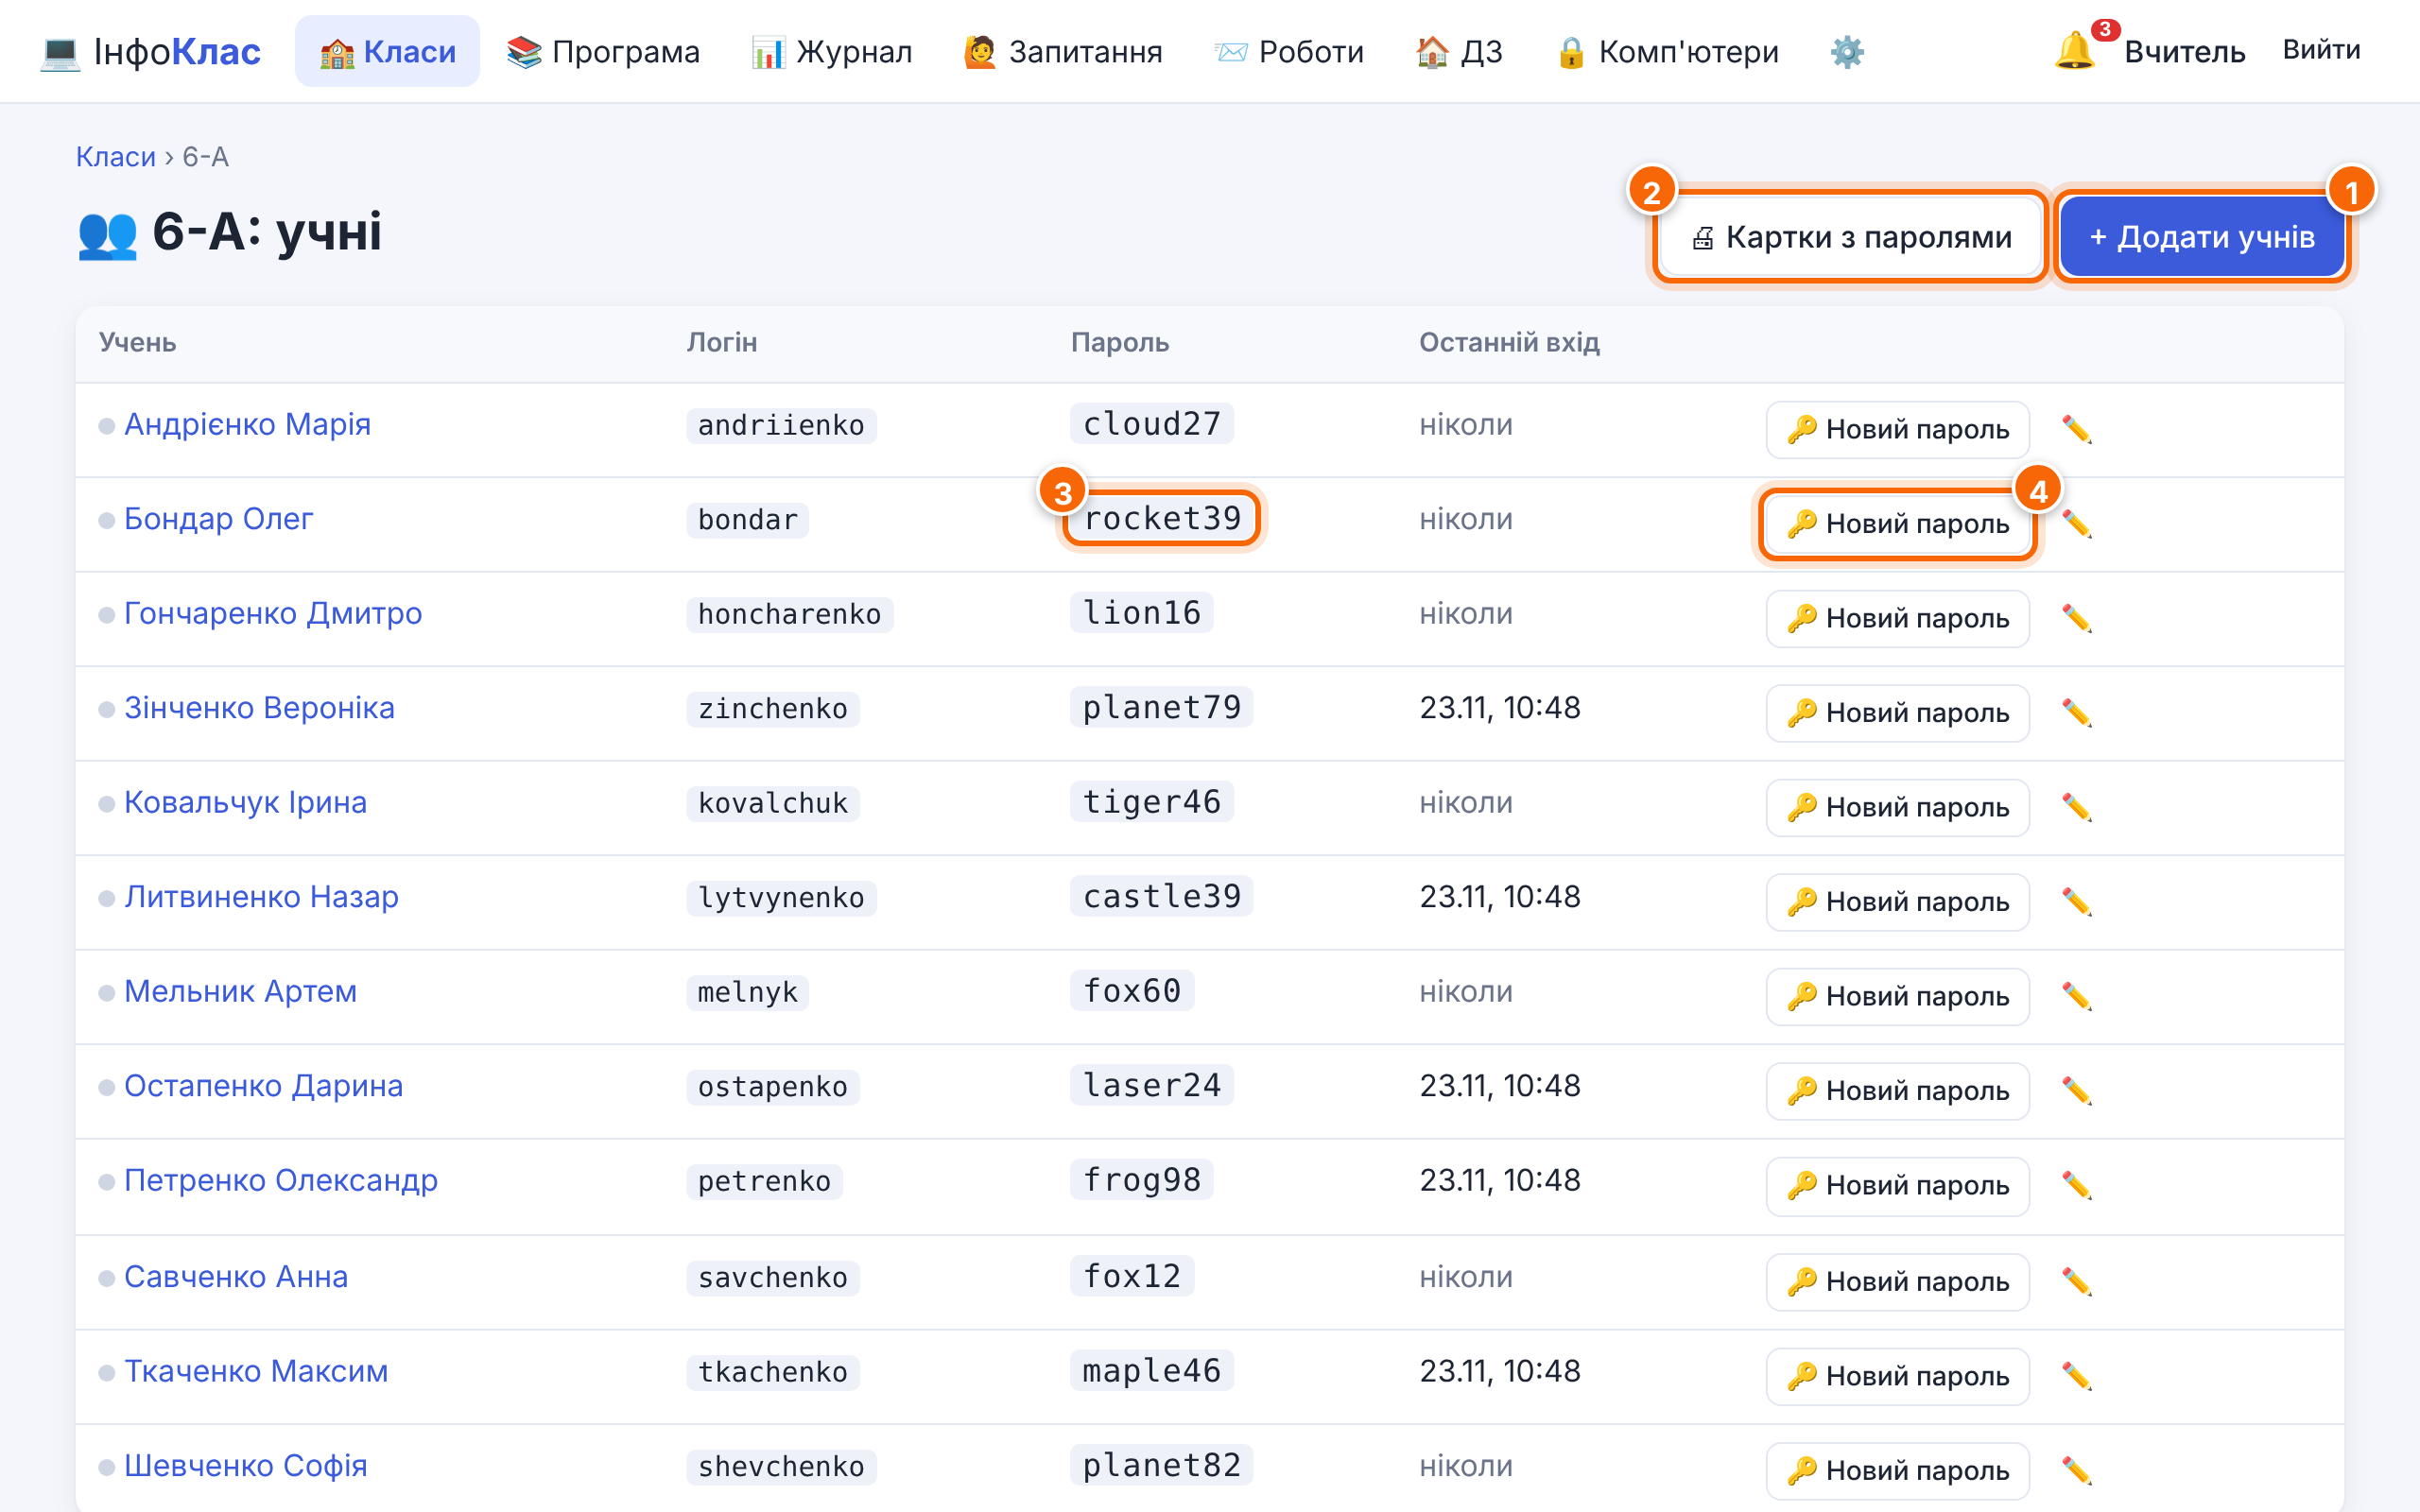 ІнфоКлас Класи Програма Журнал Запитання Роботи ДЗ Комп'ютери 3 Вчитель Вийти
Класи › 6-А
6-А: учні
2 Картки з паролями + Додати учнів 1
Учень Логін Пароль Останній вхід
Андрієнко Марія andriienko cloud27 ніколи Новий пароль
Бондар Олег bondar 3 rocket39 ніколи Новий пароль 4
Гончаренко Дмитро honcharenko lion16 ніколи Новий пароль
Зінченко Вероніка zinchenko planet79 23.11, 10:48 Новий пароль
Ковальчук Ірина kovalchuk tiger46 ніколи Новий пароль
Литвиненко Назар lytvynenko castle39 23.11, 10:48 Новий пароль
Мельник Артем melnyk fox60 ніколи Новий пароль
Остапенко Дарина ostapenko laser24 23.11, 10:48 Новий пароль
Петренко Олександр petrenko frog98 23.11, 10:48 Новий пароль
Савченко Анна savchenko fox12 ніколи Новий пароль
Ткаченко Максим tkachenko maple46 23.11, 10:48 Новий пароль
Шевченко Софія shevchenko planet82 ніколи Новий пароль